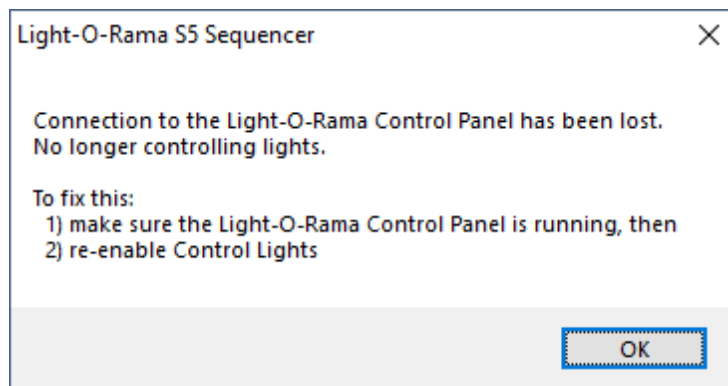 Light-O-Rama S5 Sequencer
Connection to the Light-O-Rama Control Panel has been lost.
No longer controlling lights.
To fix this:
1) make sure the Light-O-Rama Control Panel is running, then
2) re-enable Control Lights
OK